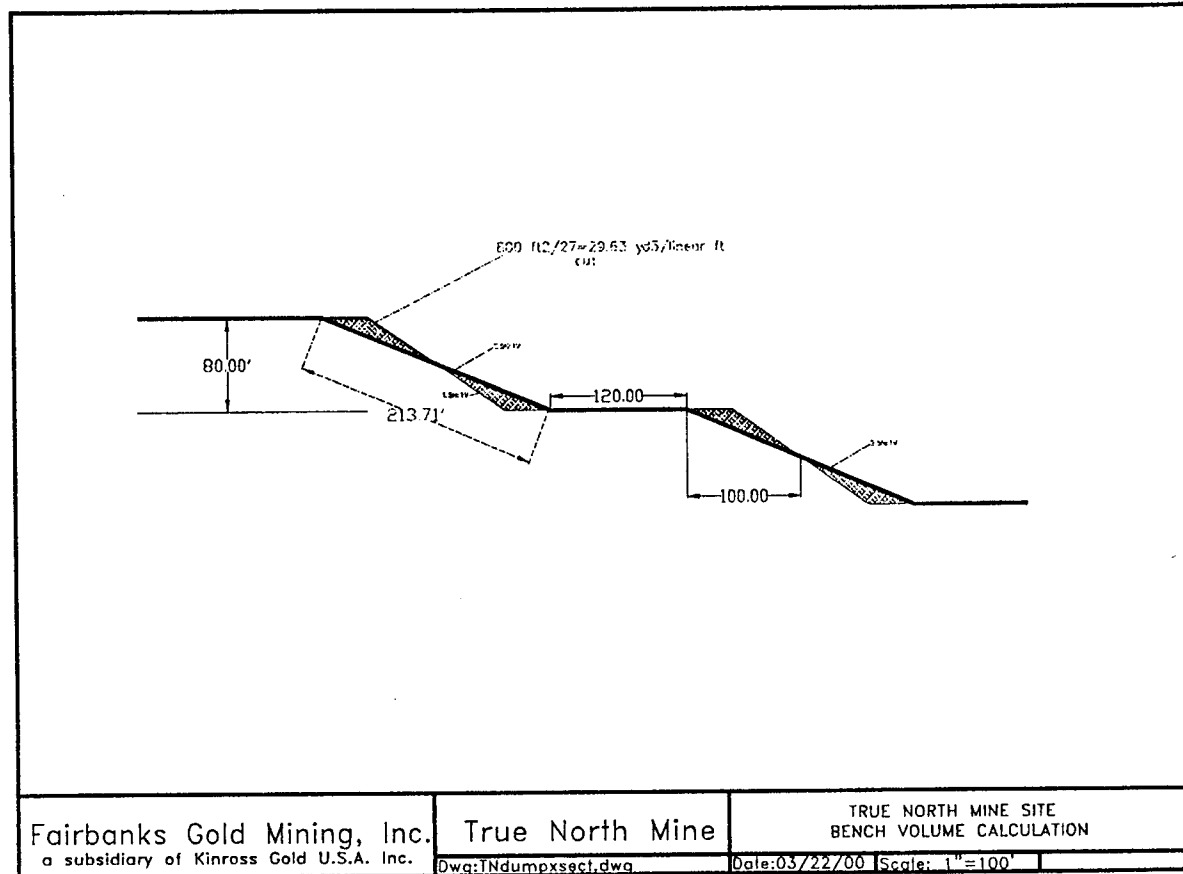 800 ft2/27=29.63 yd3/linear ft
cut
80.00'
213.71'
120.00
100.00
Fairbanks Gold Mining, Inc.
a subsidiary of Kinross Gold U.S.A. Inc.
True North Mine
Dwg:TNdumpxsect.dwg
TRUE NORTH MINE SITE
BENCH VOLUME CALCULATION
Date:03/22/00
Scale: 1"=100'